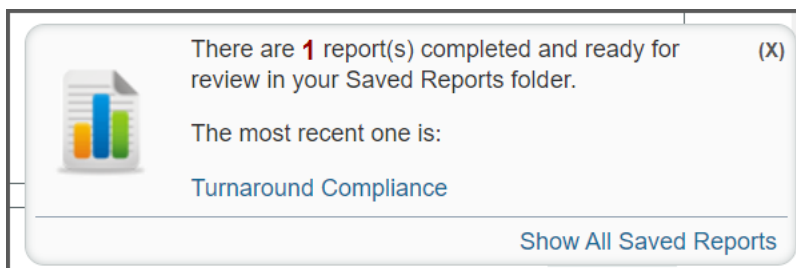 There are 1 report(s) completed and ready for (X)
review in your Saved Reports folder.
The most recent one is:
Turnaround Compliance
Show All Saved Reports